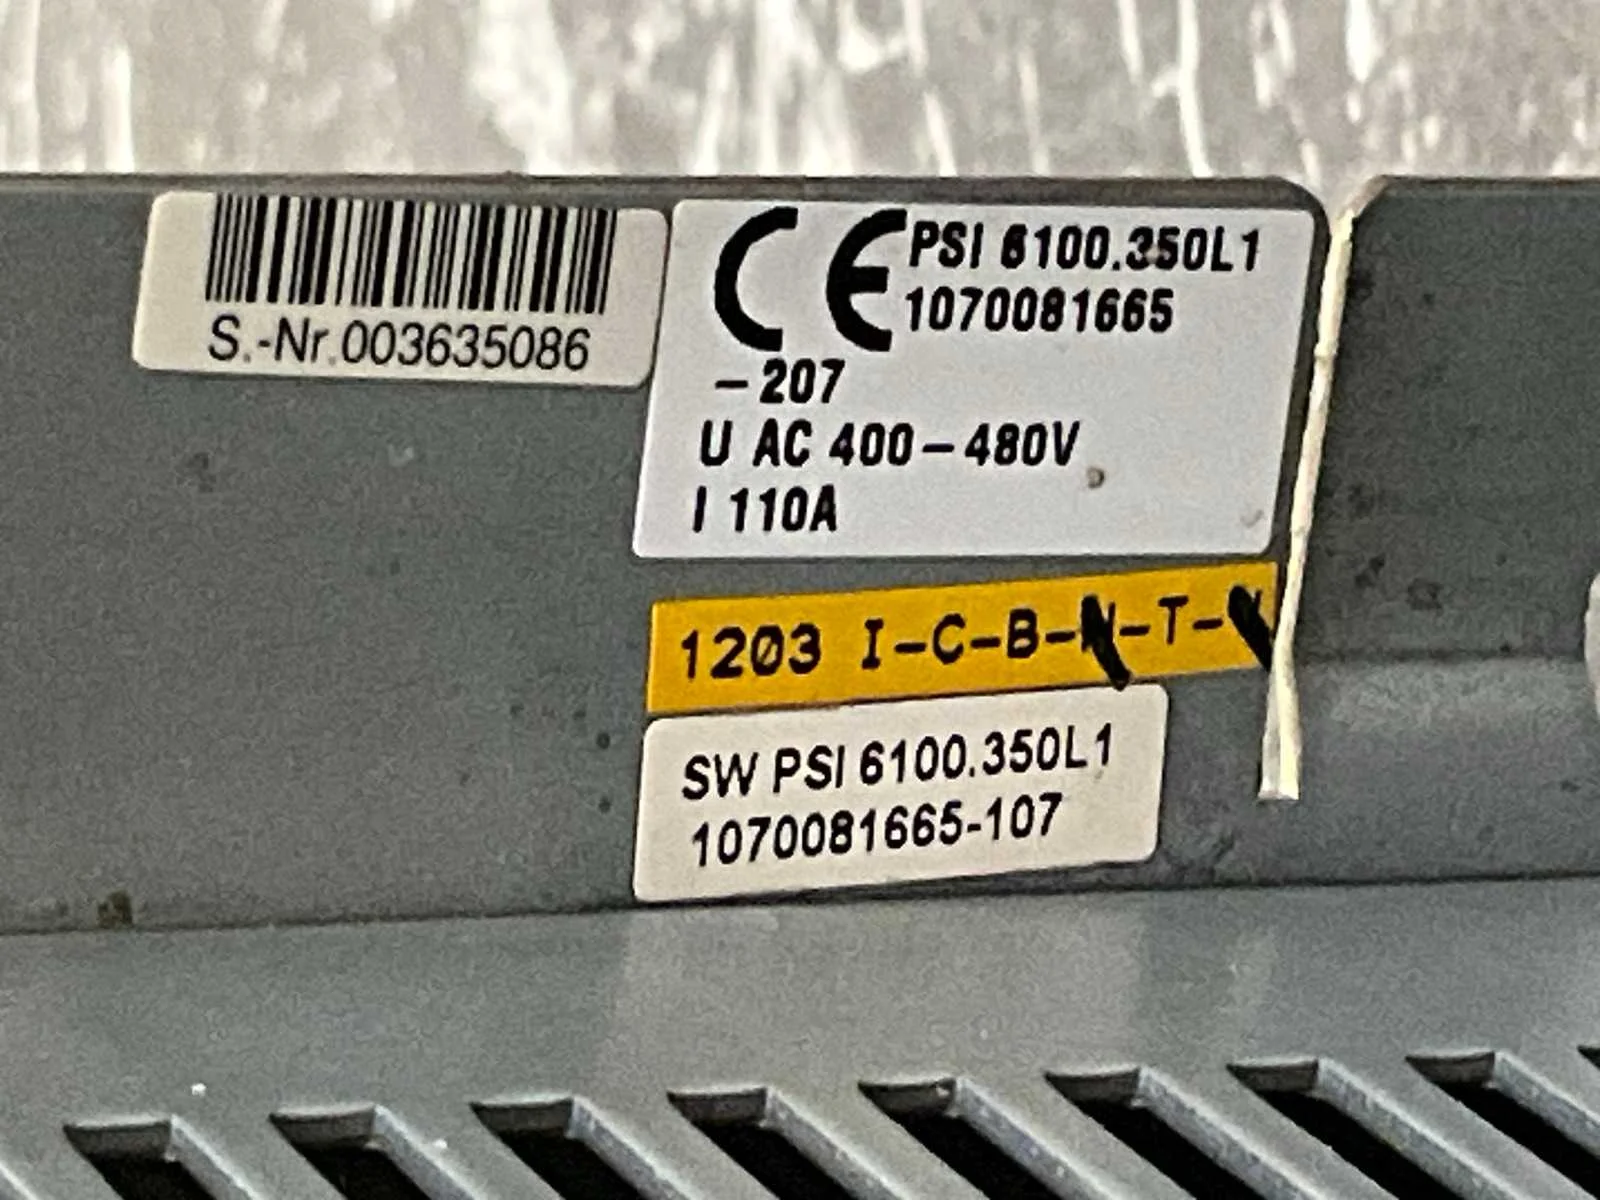 S.-Nr.003635086
CE PSI 6100.350L1
1070081665
-207
U AC 400-480V
I 110A
1203 I-C-B-N-T-
SW PSI 6100.350L1
1070081665-107